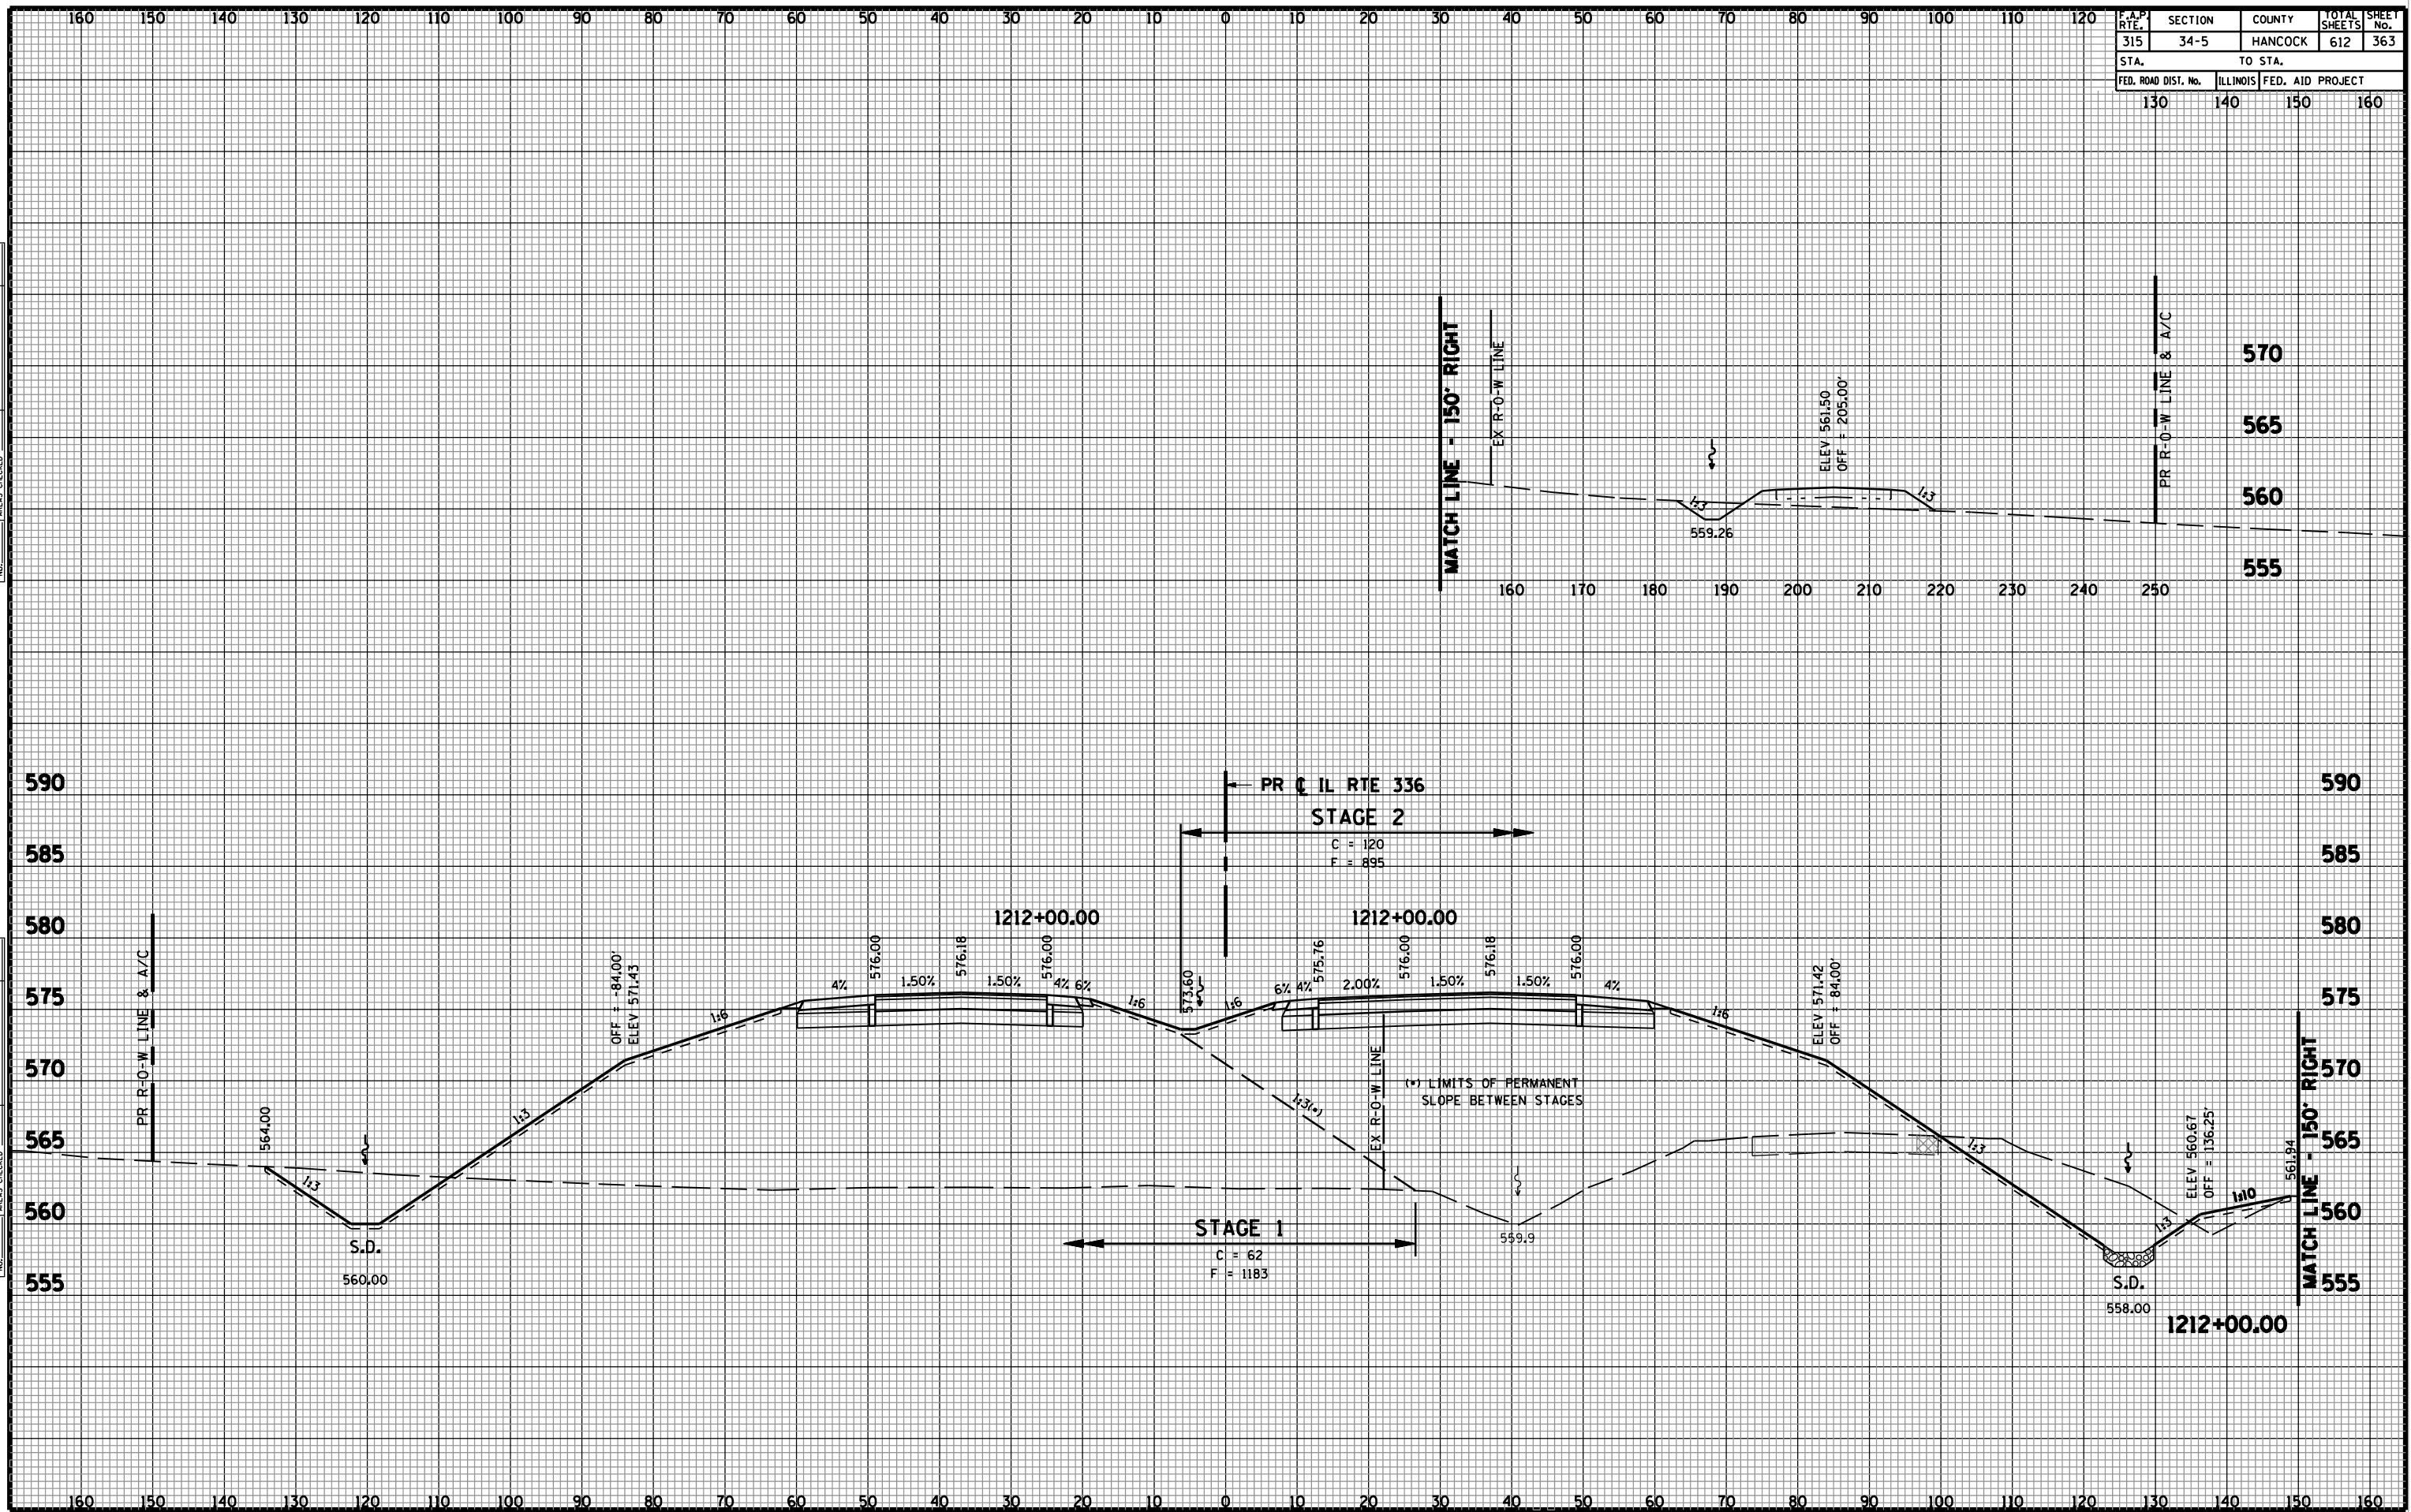 160 150 140 130 120 110 100 90 80 70 60 50 40 30 20 10 0 10 20 30 40 50 60 70 80 90 100 110 120
F.A.P. RTE. SECTION COUNTY TOTAL SHEETS SHEET No.
315 34-5 HANCOCK 612 363
STA. TO STA.
FED. ROAD DIST. No. ILLINOIS FED. AID PROJECT
130 140 150 160
MATCH LINE - 150' RIGHT
EX R-O-W LINE
ELEV 561.50
OFF = 205.00'
PR R-O-W LINE & A/C
570
565
560
555
1:3
1:3
559.26
160 170 180 190 200 210 220 230 240 250
590 590
PR ℄ IL RTE 336
STAGE 2
C = 120
F = 895
585 585
580 580
1212+00.00 1212+00.00
575 575
576.00 576.18 576.00 573.60 575.76 576.00 576.18 576.00
4% 1.50% 1.50% 4% 6% 1:6 1:6 6% 4% 2.00% 1.50% 1.50% 4%
1:6 1:6
PR R-O-W LINE & A/C
OFF = -84.00'
ELEV 571.43
ELEV 571.42
OFF = 84.00'
570 570
EX R-O-W LINE
(•) LIMITS OF PERMANENT
SLOPE BETWEEN STAGES
1:3(•)
565 565
564.00
1:3 1:3 1:3 1:3
ELEV 560.67
OFF = 136.25'
561.94
1:10
MATCH LINE - 150' RIGHT
560 560
S.D.
560.00
STAGE 1
C = 62
F = 1183
559.9
555 555
S.D.
558.00
1212+00.00
160 150 140 130 120 110 100 90 80 70 60 50 40 30 20 10 0 10 20 30 40 50 60 70 80 90 100 110 120 130 140 150 160